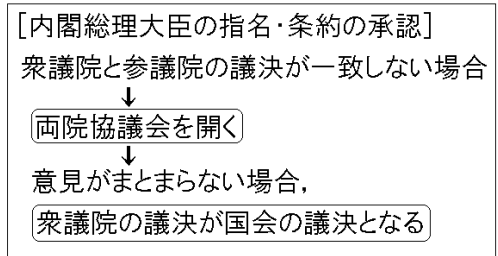 [内閣総理大臣の指名・条約の承認]
衆議院と参議院の議決が一致しない場合
↓
両院協議会を開く
↓
意見がまとまらない場合,
衆議院の議決が国会の議決となる